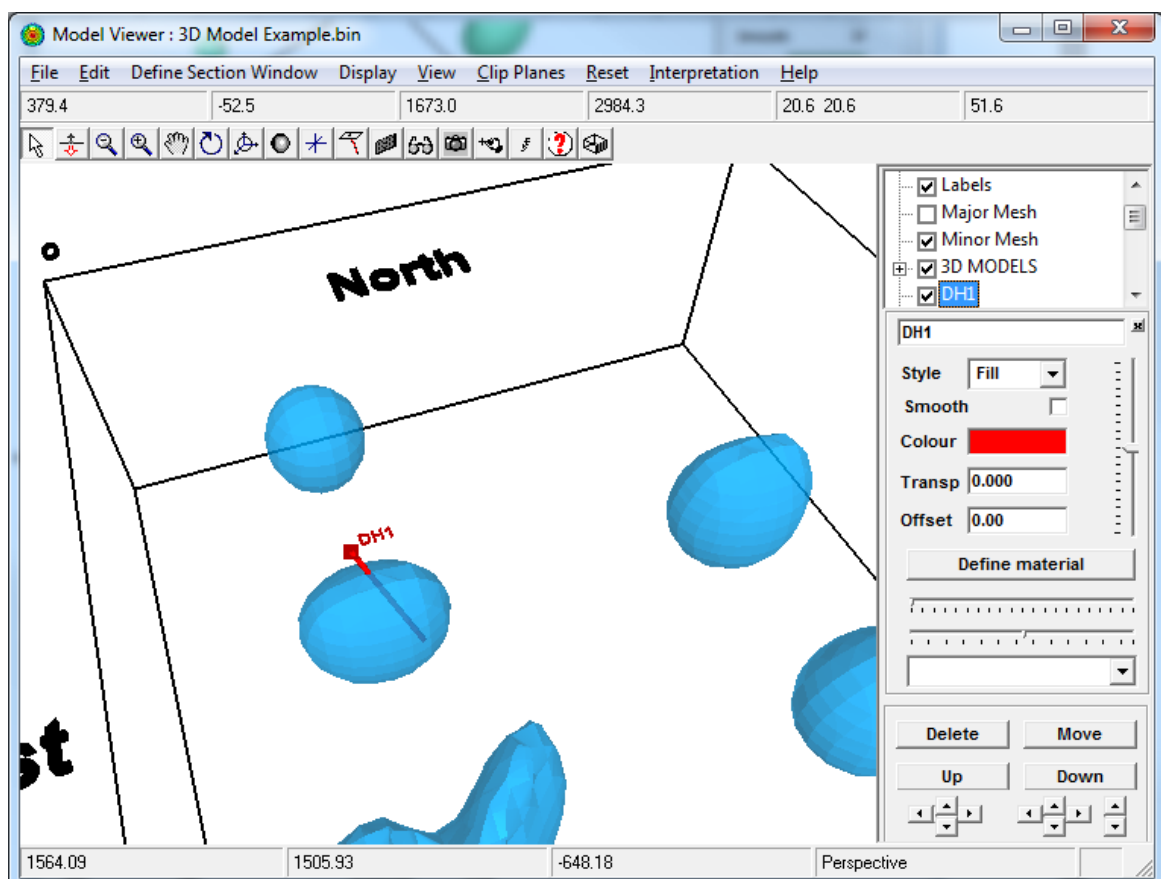 Model Viewer : 3D Model Example.bin
File Edit Define Section Window Display View Clip Planes Reset Interpretation Help
379.4 -52.5 1673.0 2984.3 20.6 20.6 51.6
Labels
Major Mesh
Minor Mesh
3D MODELS
DH1
0
North
DH1
st
DH1
Style Fill
Smooth
Colour
Transp 0.000
Offset 0.00
Define material
Delete Move
Up Down
1564.09 1505.93 -648.18 Perspective